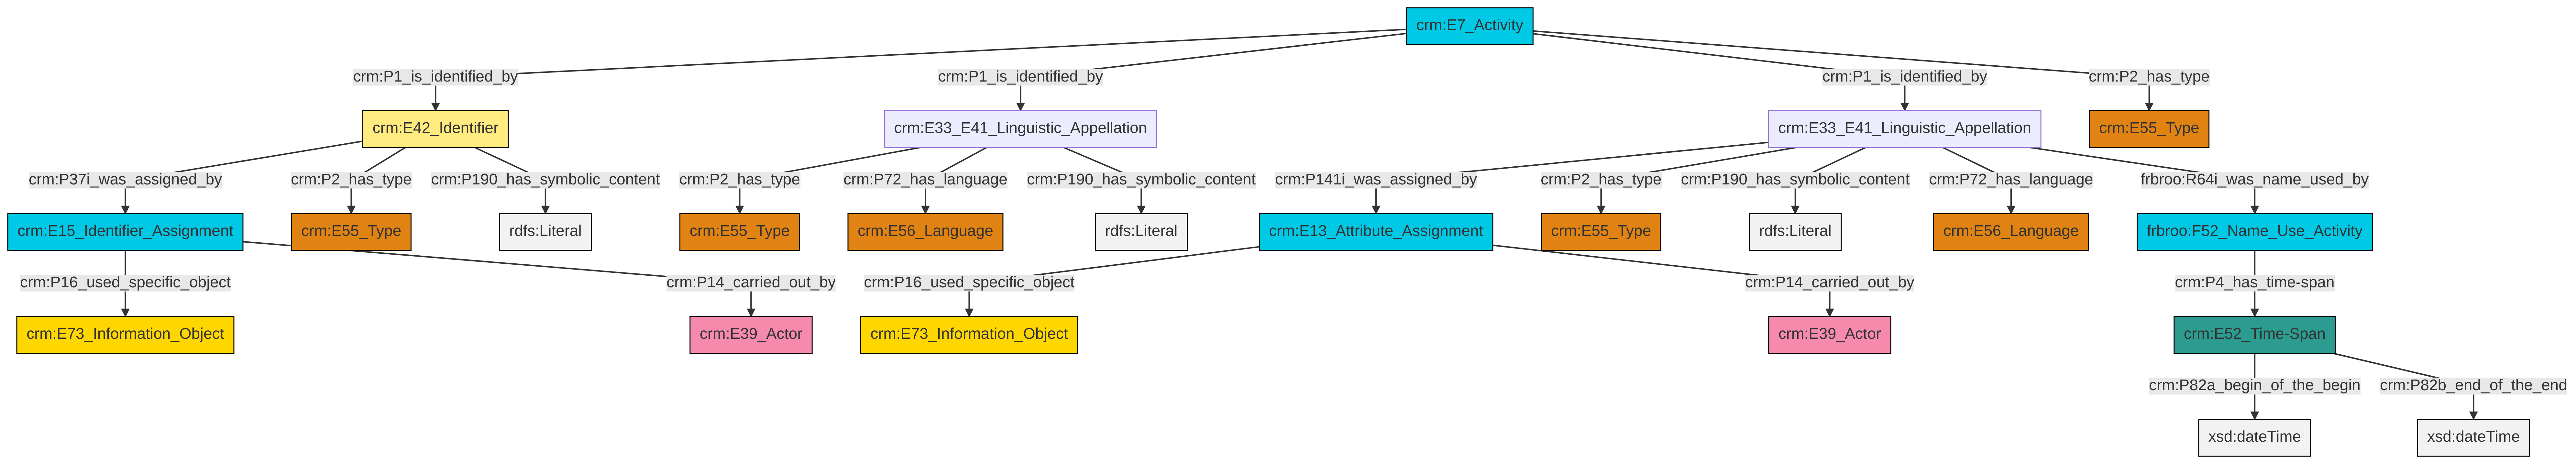 crm:E7_Activity
crm:P1_is_identified_by
crm:P1_is_identified_by
crm:P1_is_identified_by
crm:P2_has_type
crm:E42_Identifier
crm:E33_E41_Linguistic_Appellation
crm:E33_E41_Linguistic_Appellation
crm:E55_Type
crm:P37i_was_assigned_by
crm:P2_has_type
crm:P190_has_symbolic_content
crm:P2_has_type
crm:P72_has_language
crm:P190_has_symbolic_content
crm:P141i_was_assigned_by
crm:P2_has_type
crm:P190_has_symbolic_content
crm:P72_has_language
frbroo:R64i_was_name_used_by
crm:E15_Identifier_Assignment
crm:E55_Type
rdfs:Literal
crm:E55_Type
crm:E56_Language
rdfs:Literal
crm:E13_Attribute_Assignment
crm:E55_Type
rdfs:Literal
crm:E56_Language
frbroo:F52_Name_Use_Activity
crm:P16_used_specific_object
crm:P14_carried_out_by
crm:P16_used_specific_object
crm:P14_carried_out_by
crm:P4_has_time-span
crm:E73_Information_Object
crm:E39_Actor
crm:E73_Information_Object
crm:E39_Actor
crm:E52_Time-Span
crm:P82a_begin_of_the_begin
crm:P82b_end_of_the_end
xsd:dateTime
xsd:dateTime